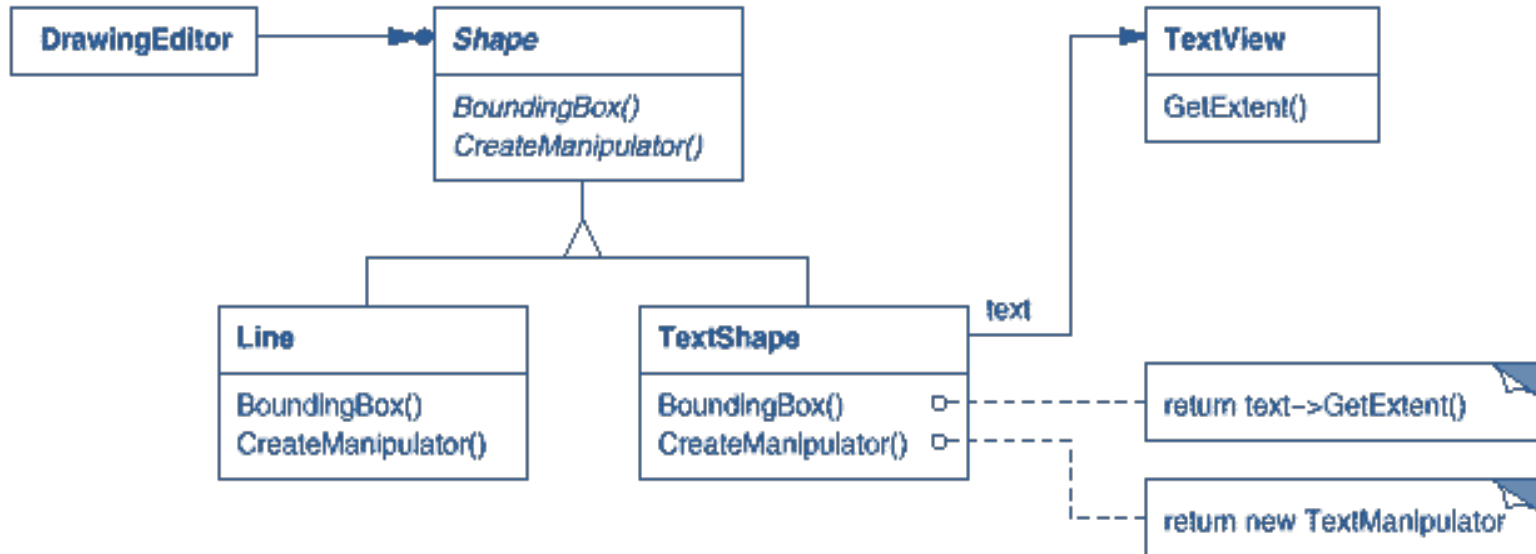 DrawingEditor
Shape
BoundingBox()
CreateManipulator()
TextView
GetExtent()
Line
BoundingBox()
CreateManipulator()
TextShape
BoundingBox()
CreateManipulator()
text
return text->GetExtent()
return new TextManipulator